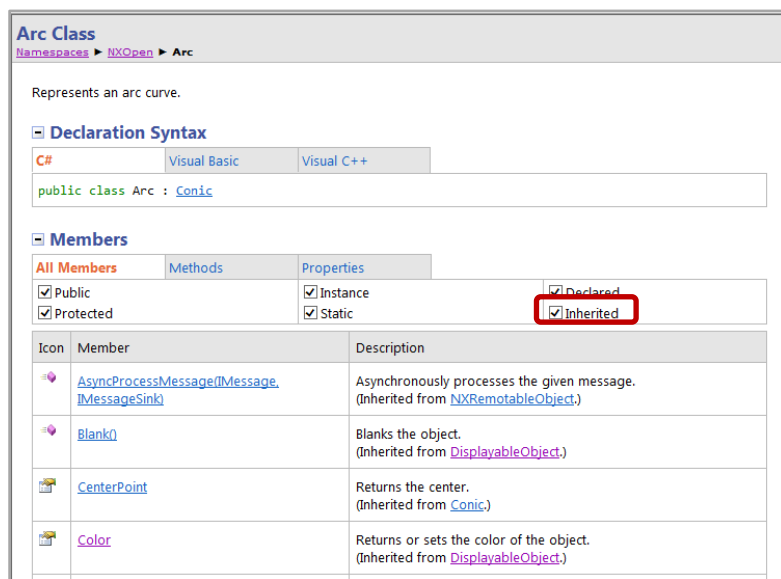 Arc Class
Namespaces ► NXOpen ► Arc
Represents an arc curve.
Declaration Syntax
C# Visual Basic Visual C++
public class Arc : Conic
Members
All Members Methods Properties
Public Instance Declared
Protected Static Inherited
Icon Member Description
AsyncProcessMessage(IMessage, Asynchronously processes the given message.
IMessageSink) (Inherited from NXRemotableObject.)
Blank() Blanks the object.
(Inherited from DisplayableObject.)
CenterPoint Returns the center.
(Inherited from Conic.)
Color Returns or sets the color of the object.
(Inherited from DisplayableObject.)